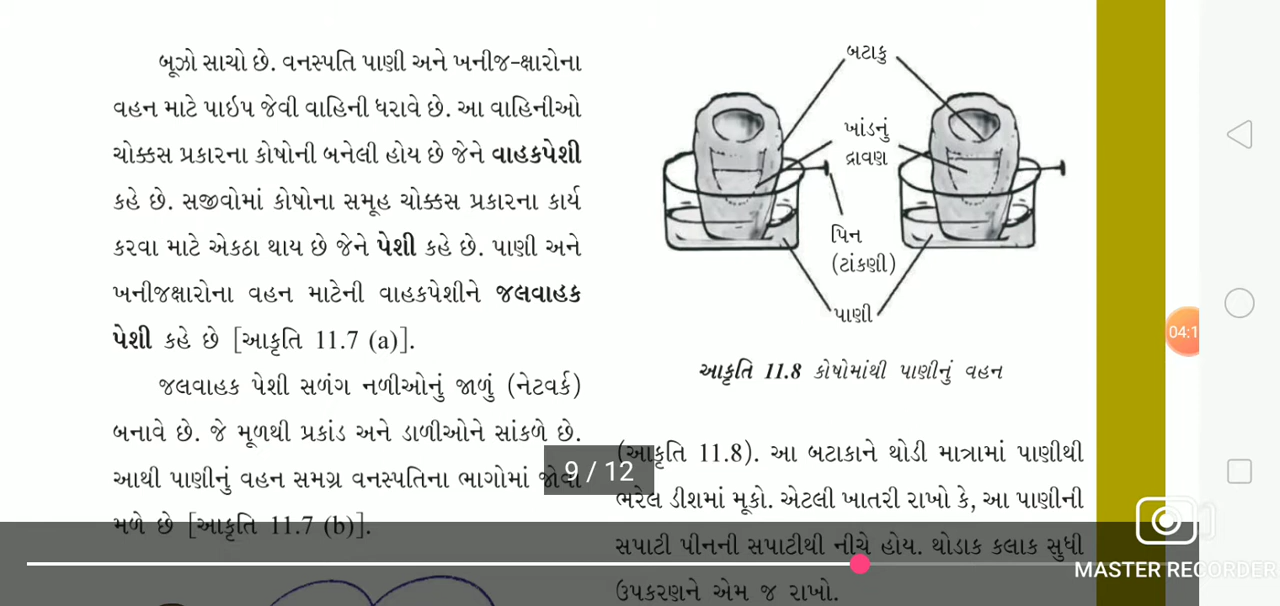 બૂઝો સાચો છે. વનસ્પતિ પાણી અને ખનીજ-ક્ષારોના
વહન માટે પાઇપ જેવી વાહિની ધરાવે છે. આ વાહિનીઓ
ચોક્કસ પ્રકારના કોષોની બનેલી હોય છે જેને વાહકપેશી
કહે છે. સજીવોમાં કોષોના સમૂહ ચોક્કસ પ્રકારના કાર્ય
કરવા માટે એકઠા થાય છે જેને પેશી કહે છે. પાણી અને
ખનીજક્ષારોના વહન માટેની વાહકપેશીને જલવાહક
પેશી કહે છે [આકૃતિ 11.7 (a)].
જલવાહક પેશી સળંગ નળીઓનું જાળું (નેટવર્ક)
બનાવે છે. જે મૂળથી પ્રકાંડ અને ડાળીઓને સાંકળે છે.
આથી પાણીનું વહન સમગ્ર વનસ્પતિના ભાગોમાં જોવા
મળે છે [આકૃતિ 11.7 (b)].
બટાકુ
ખાંડનું
દ્રાવણ
પિન
(ટાંકણી)
પાણી
આકૃતિ 11.8 કોષોમાંથી પાણીનું વહન
(આકૃતિ 11.8). આ બટાકાને થોડી માત્રામાં પાણીથી
ભરેલ ડીશમાં મૂકો. એટલી ખાતરી રાખો કે, આ પાણીની
સપાટી પીનની સપાટીથી નીચે હોય. થોડાક કલાક સુધી
ઉપકરણને એમ જ રાખો.
9 / 12
04:1
MASTER RECORDER